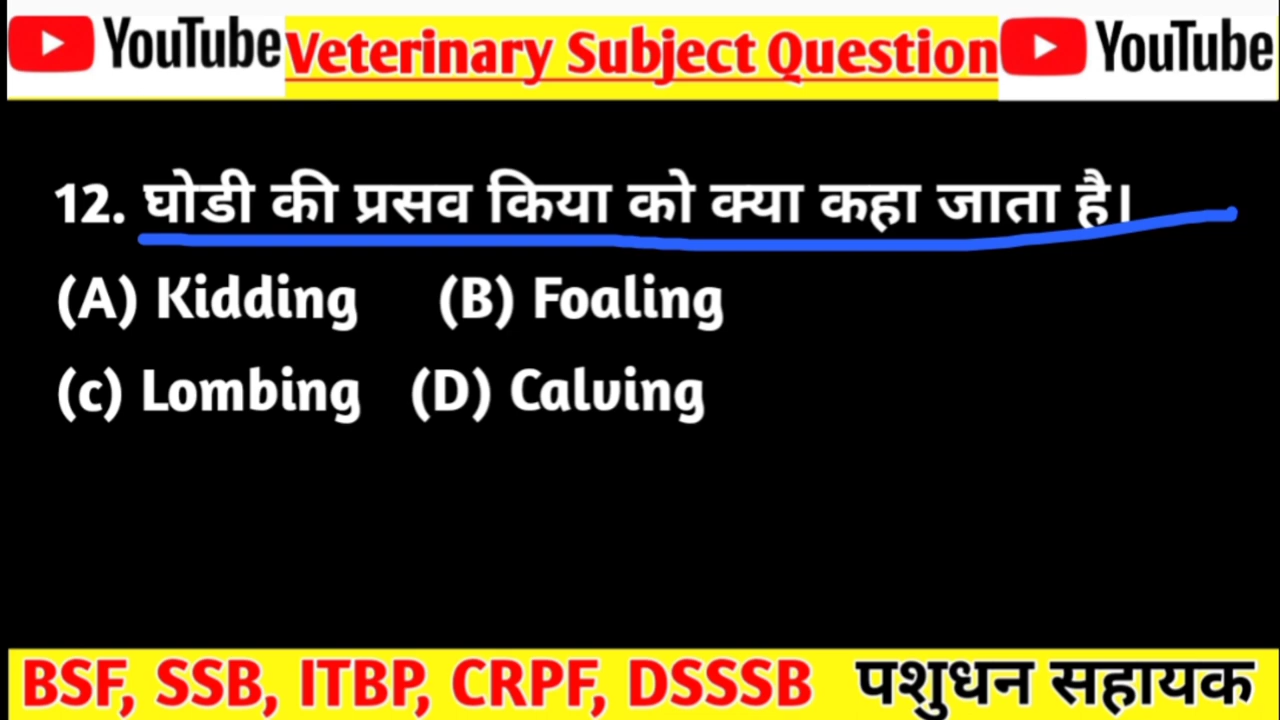 YouTube Veterinary Subject Question YouTube
12. घोडी की प्रसव किया को क्या कहा जाता है।
(A) Kidding (B) Foaling
(c) Lombing (D) Calving
BSF, SSB, ITBP, CRPF, DSSSB पशुधन सहायक